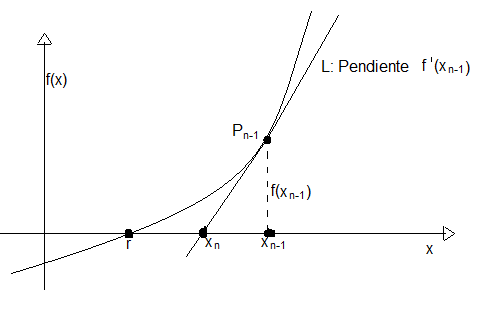 f(x)
L: Pendiente f'(xₙ₋₁)
Pₙ₋₁
f(xₙ₋₁)
r
xₙ
xₙ₋₁
x